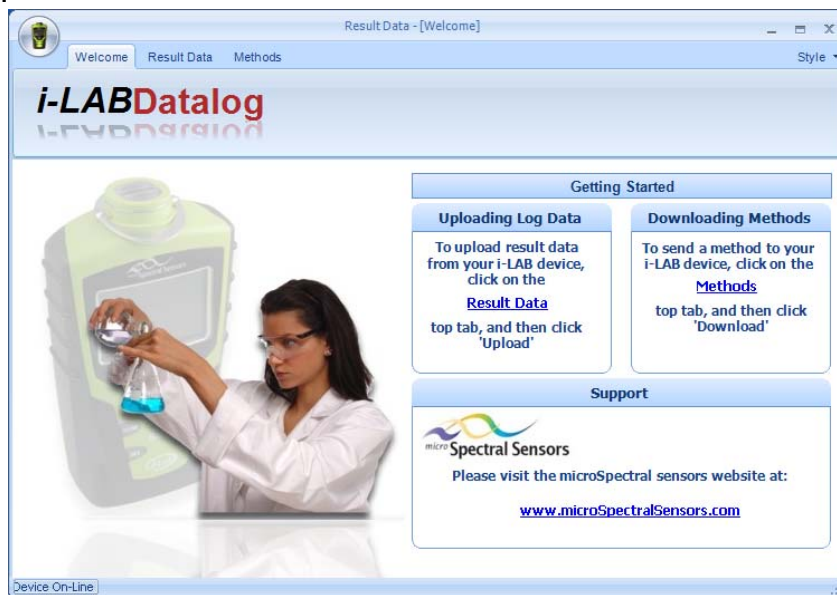 Result Data - [Welcome]
Welcome Result Data Methods Style
i-LABDatalog
Getting Started
Uploading Log Data
To upload result data
from your i-LAB device,
click on the
Result Data
top tab, and then click
'Upload'
Downloading Methods
To send a method to your
i-LAB device, click on the
Methods
top tab, and then click
'Download'
Support
micro Spectral Sensors
Please visit the microSpectral sensors website at:
www.microSpectralSensors.com
Device On-Line